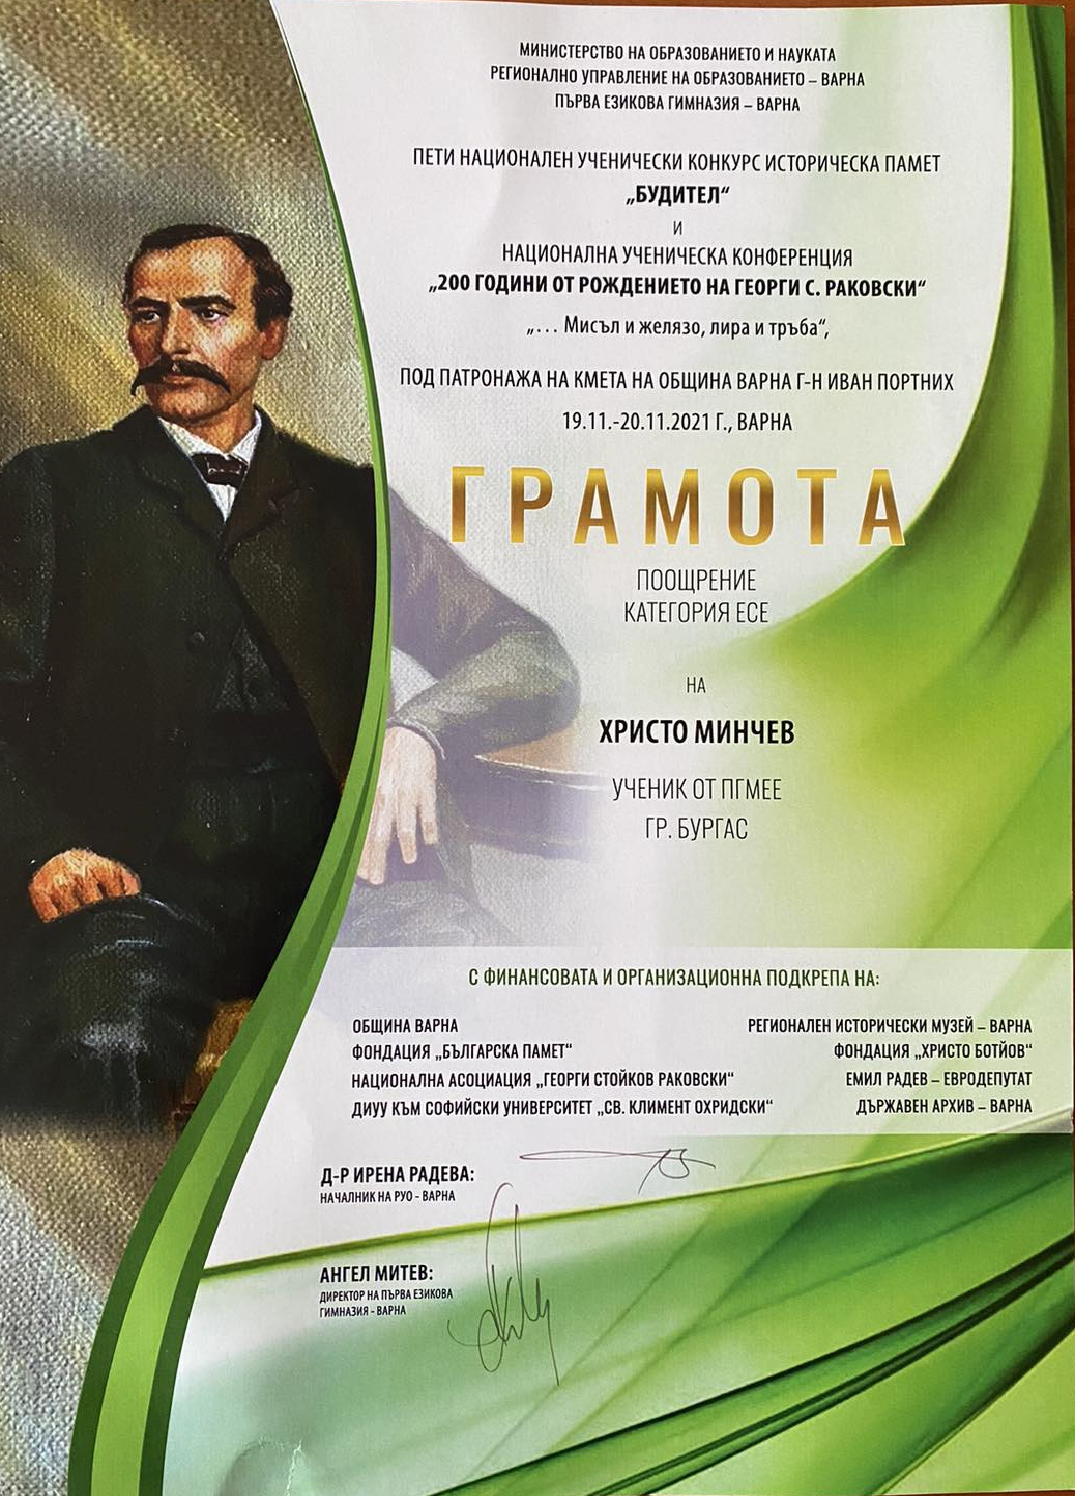 МИНИСТЕРСТВО НА ОБРАЗОВАНИЕТО И НАУКАТА
РЕГИОНАЛНО УПРАВЛЕНИЕ НА ОБРАЗОВАНИЕТО – ВАРНА
ПЪРВА ЕЗИКОВА ГИМНАЗИЯ – ВАРНА
ПЕТИ НАЦИОНАЛЕН УЧЕНИЧЕСКИ КОНКУРС ИСТОРИЧЕСКА ПАМЕТ
„БУДИТЕЛ“
И
НАЦИОНАЛНА УЧЕНИЧЕСКА КОНФЕРЕНЦИЯ
„200 ГОДИНИ ОТ РОЖДЕНИЕТО НА ГЕОРГИ С. РАКОВСКИ“
„... Мисъл и желязо, лира и тръба“,
ПОД ПАТРОНАЖА НА КМЕТА НА ОБЩИНА ВАРНА Г-Н ИВАН ПОРТНИХ
19.11.-20.11.2021 Г., ВАРНА
ГРАМОТА
ПООЩРЕНИЕ
КАТЕГОРИЯ ЕСЕ
НА
ХРИСТО МИНЧЕВ
УЧЕНИК ОТ ПГМЕЕ
ГР. БУРГАС
С ФИНАНСОВАТА И ОРГАНИЗАЦИОННА ПОДКРЕПА НА:
ОБЩИНА ВАРНА
ФОНДАЦИЯ „БЪЛГАРСКА ПАМЕТ“
НАЦИОНАЛНА АСОЦИАЦИЯ „ГЕОРГИ СТОЙКОВ РАКОВСКИ“
ДИУУ КЪМ СОФИЙСКИ УНИВЕРСИТЕТ „СВ. КЛИМЕНТ ОХРИДСКИ“
РЕГИОНАЛЕН ИСТОРИЧЕСКИ МУЗЕЙ – ВАРНА
ФОНДАЦИЯ „ХРИСТО БОТЙОВ“
ЕМИЛ РАДЕВ – ЕВРОДЕПУТАТ
ДЪРЖАВЕН АРХИВ – ВАРНА
Д-Р ИРЕНА РАДЕВА:
НАЧАЛНИК НА РУО - ВАРНА
АНГЕЛ МИТЕВ:
ДИРЕКТОР НА ПЪРВА ЕЗИКОВА
ГИМНАЗИЯ - ВАРНА